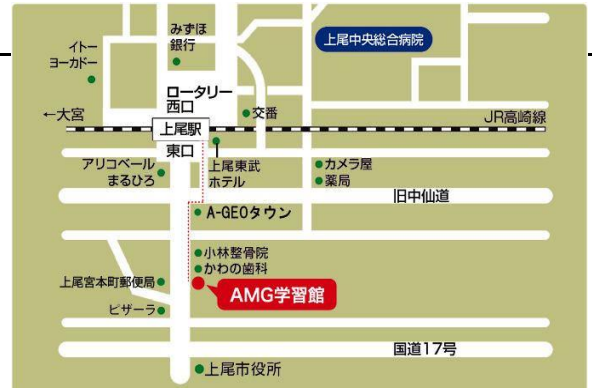 みずほ
銀行
イトー
ヨーカドー
上尾中央総合病院
ロータリー
西口
交番
←大宮
JR高崎線
上尾駅
東口
アリコベール
まるひろ
上尾東武
ホテル
カメラ屋
薬局
旧中仙道
A-GEOタウン
小林整骨院
かわの歯科
上尾宮本町郵便局
AMG学習館
ピザーラ
国道17号
上尾市役所